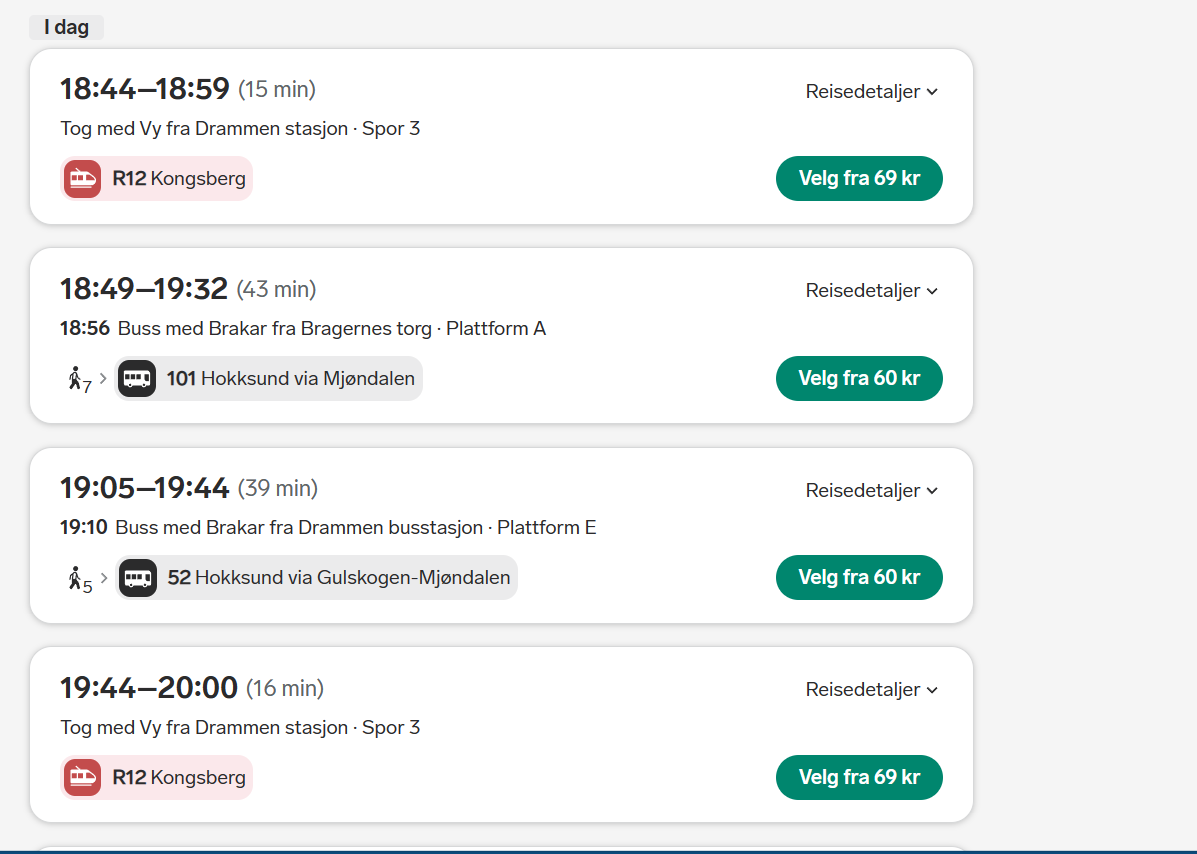 I dag
18:44–18:59 (15 min)
Reisedetaljer
Tog med Vy fra Drammen stasjon · Spor 3
R12 Kongsberg
Velg fra 69 kr
18:49–19:32 (43 min)
Reisedetaljer
18:56 Buss med Brakar fra Bragernes torg · Plattform A
7 101 Hokksund via Mjøndalen
Velg fra 60 kr
19:05–19:44 (39 min)
Reisedetaljer
19:10 Buss med Brakar fra Drammen busstasjon · Plattform E
5 52 Hokksund via Gulskogen-Mjøndalen
Velg fra 60 kr
19:44–20:00 (16 min)
Reisedetaljer
Tog med Vy fra Drammen stasjon · Spor 3
R12 Kongsberg
Velg fra 69 kr